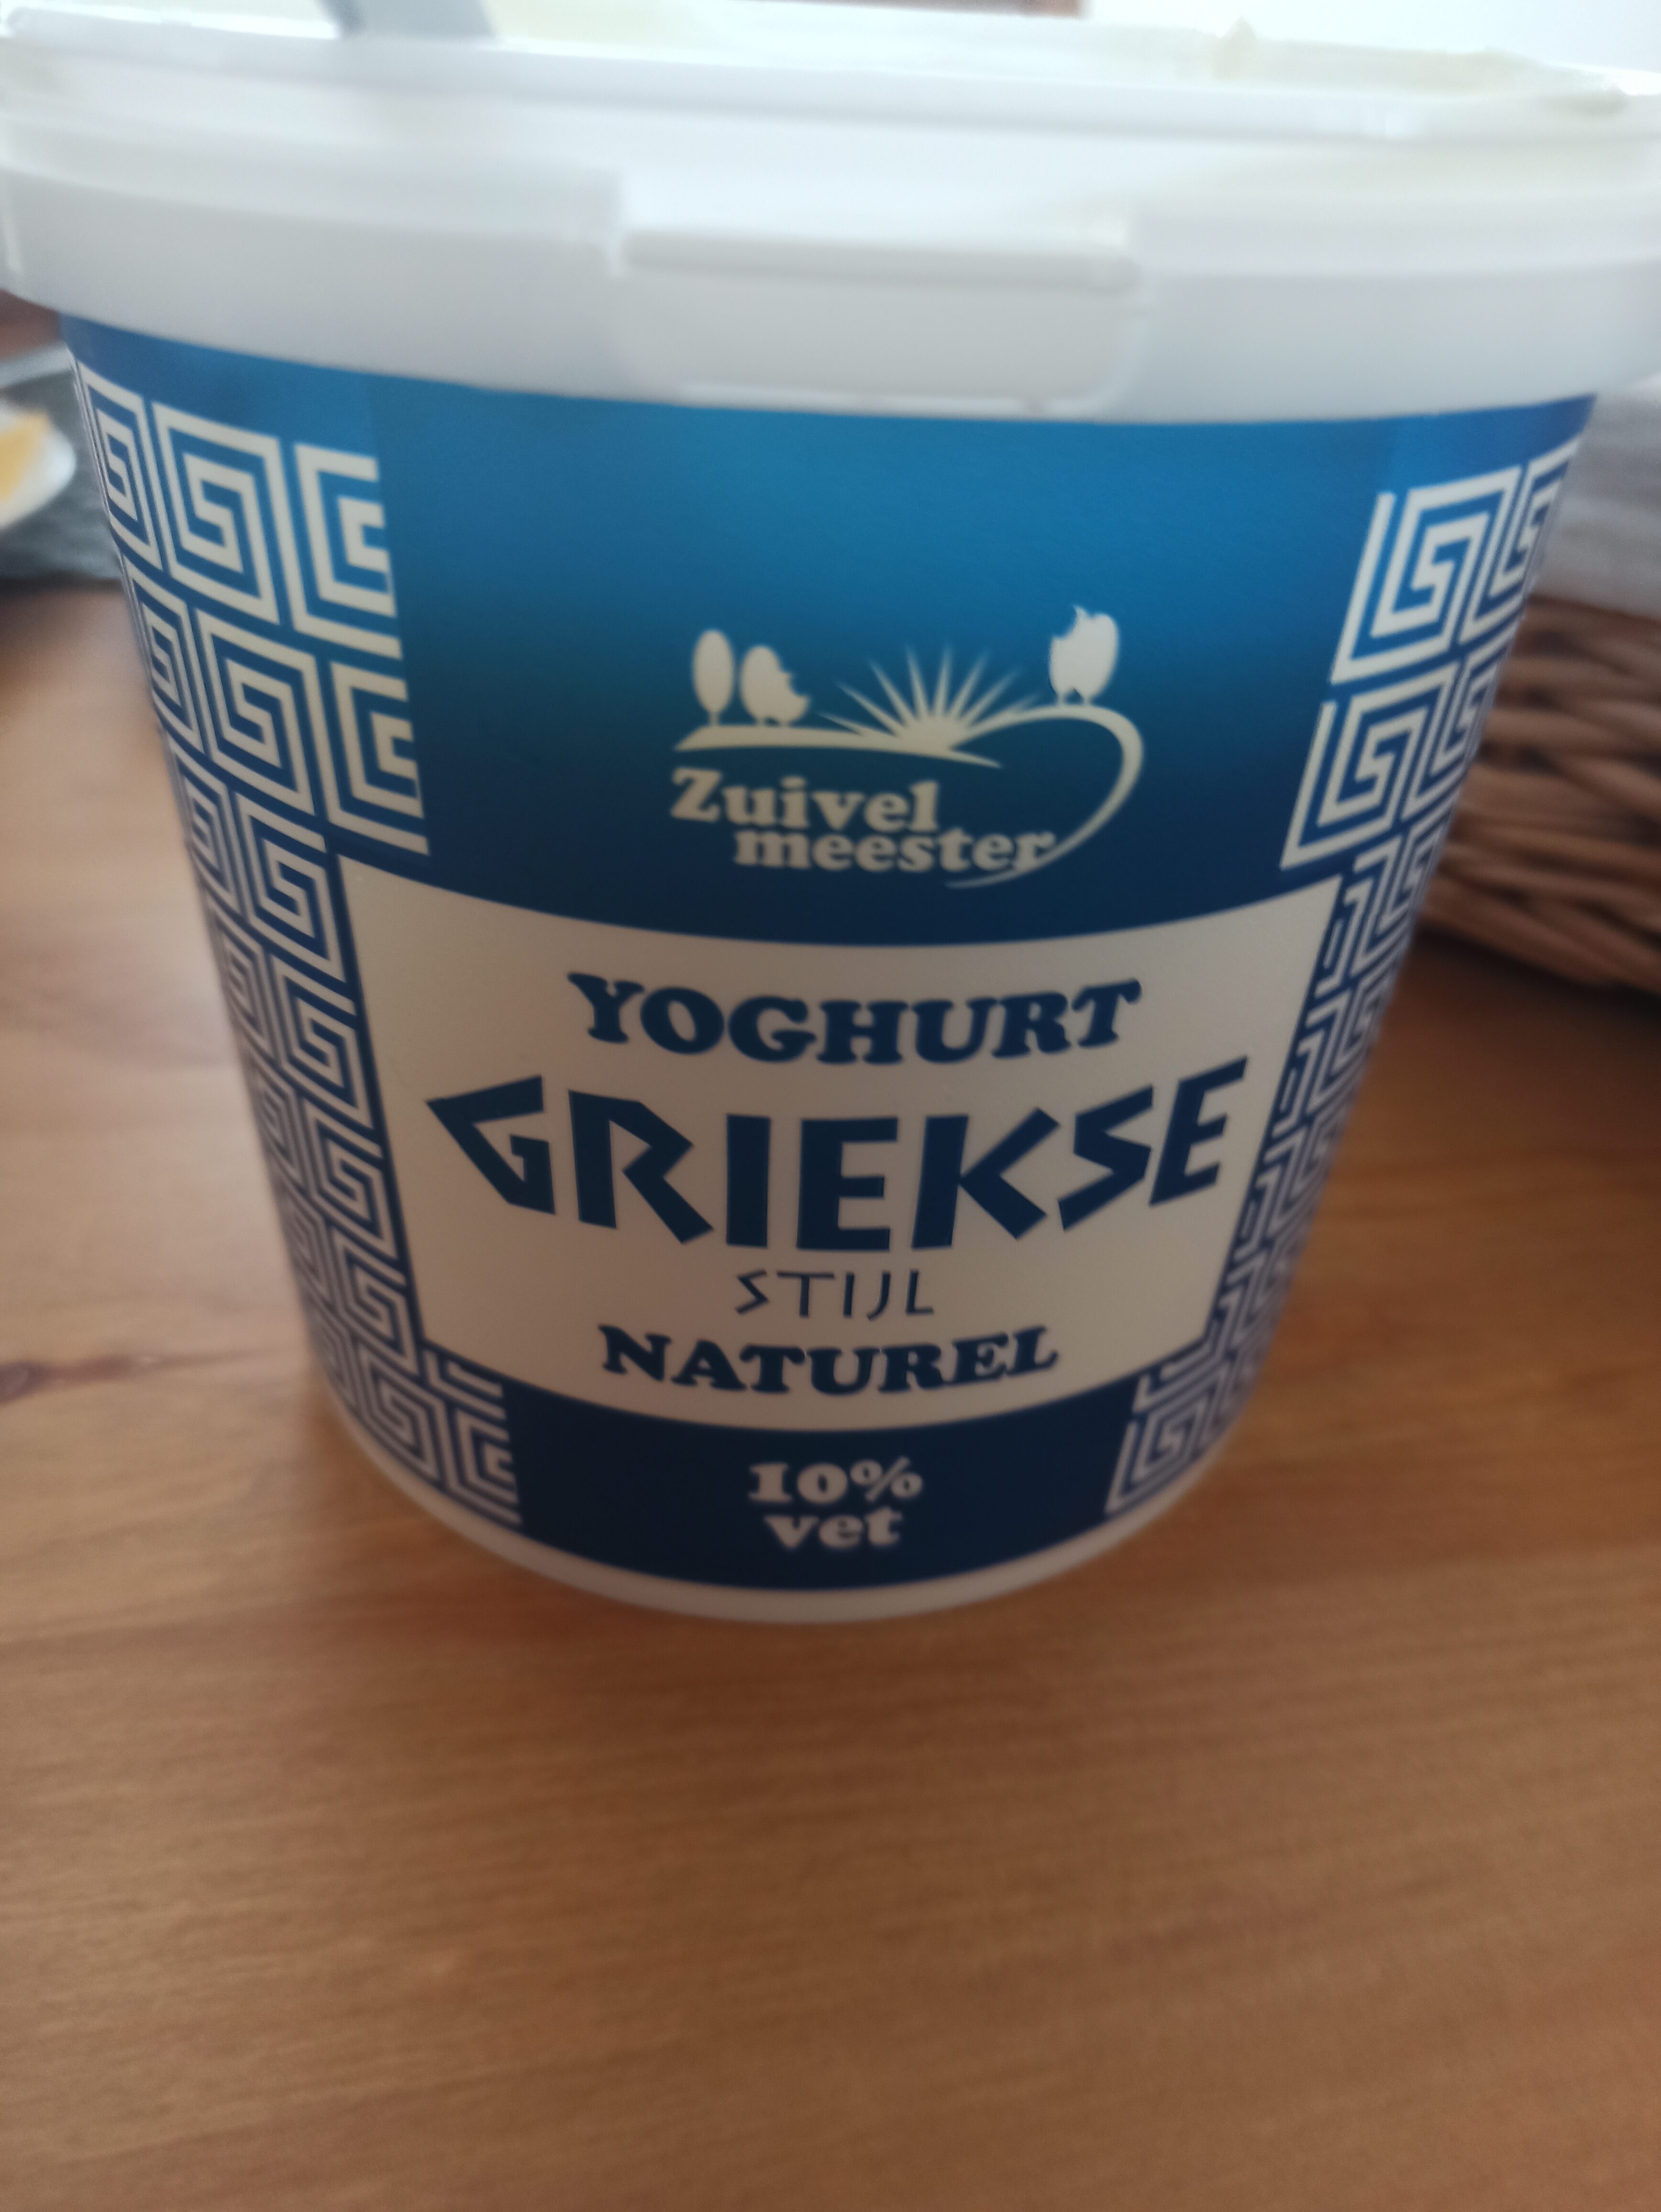 Zuivel
meester
YOGHURT
GRIEKSE
STIJL
NATUREL
10%
vet